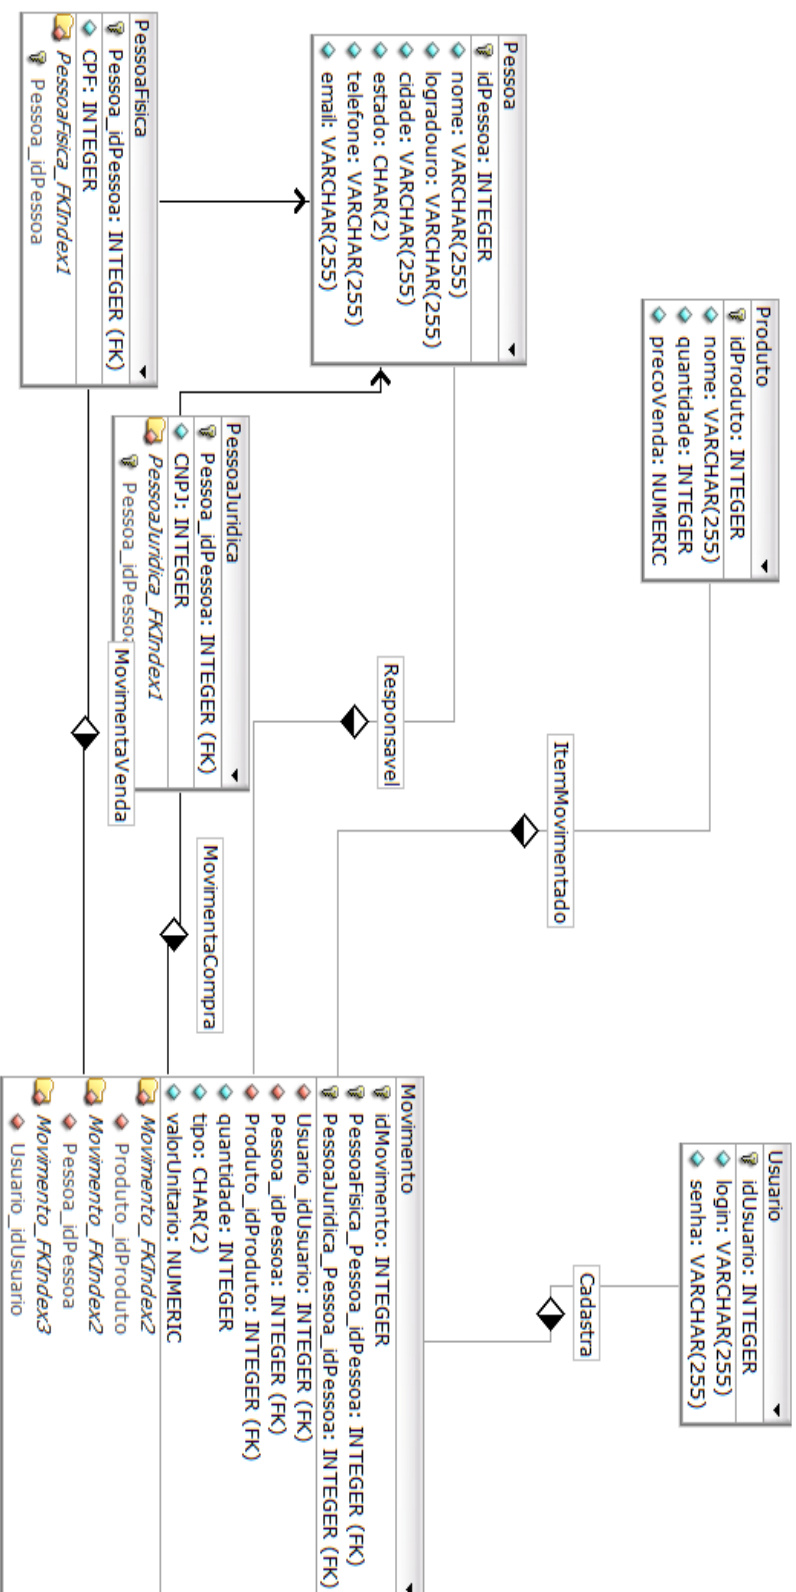 Produto
idProduto: INTEGER
nome: VARCHAR(255)
quantidade: INTEGER
precoVenda: NUMERIC
Usuario
idUsuario: INTEGER
login: VARCHAR(255)
senha: VARCHAR(255)
ItemMovimentado
Cadastra
Pessoa
idPessoa: INTEGER
nome: VARCHAR(255)
logradouro: VARCHAR(255)
cidade: VARCHAR(255)
estado: CHAR(2)
telefone: VARCHAR(255)
email: VARCHAR(255)
Responsavel
Movimento
idMovimento: INTEGER
PessoaFisica_Pessoa_idPessoa: INTEGER (FK)
PessoaJuridica_Pessoa_idPessoa: INTEGER (FK)
Usuario_idUsuario: INTEGER (FK)
Pessoa_idPessoa: INTEGER (FK)
Produto_idProduto: INTEGER (FK)
quantidade: INTEGER
tipo: CHAR(2)
valorUnitario: NUMERIC
Movimento_FKIndex2
Produto_idProduto
Movimento_FKIndex2
Pessoa_idPessoa
Movimento_FKIndex3
Usuario_idUsuario
PessoaJuridica
Pessoa_idPessoa: INTEGER (FK)
CNPJ: INTEGER
PessoaJuridica_FKIndex1
Pessoa_idPessoa
MovimentaCompra
MovimentaVenda
PessoaFisica
Pessoa_idPessoa: INTEGER (FK)
CPF: INTEGER
PessoaFisica_FKIndex1
Pessoa_idPessoa